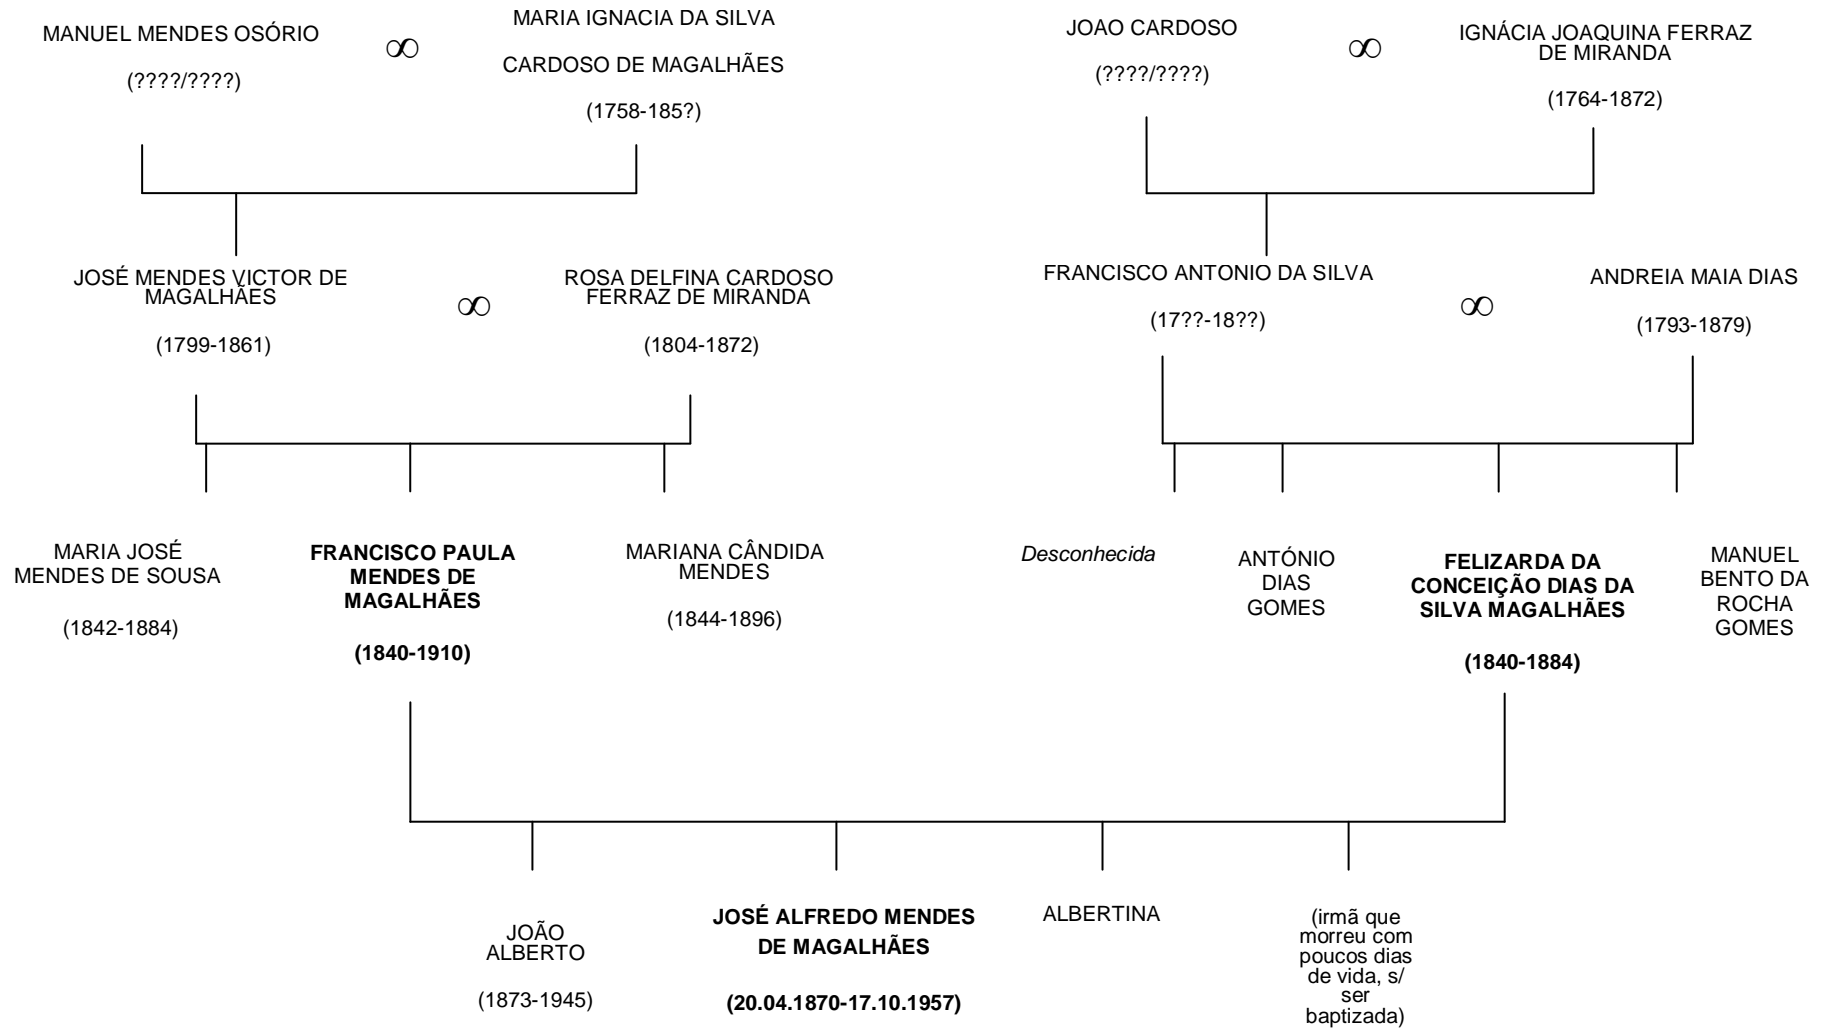 MANUEL MENDES OSÓRIO
(????/????)
∞
MARIA IGNACIA DA SILVA
CARDOSO DE MAGALHÃES
(1758-185?)
JOAO CARDOSO
(????/????)
∞
IGNÁCIA JOAQUINA FERRAZ
DE MIRANDA
(1764-1872)
JOSÉ MENDES VICTOR DE
MAGALHÃES
(1799-1861)
∞
ROSA DELFINA CARDOSO
FERRAZ DE MIRANDA
(1804-1872)
FRANCISCO ANTONIO DA SILVA
(17??-18??)
∞
ANDREIA MAIA DIAS
(1793-1879)
MARIA JOSÉ
MENDES DE SOUSA
(1842-1884)
FRANCISCO PAULA
MENDES DE
MAGALHÃES
(1840-1910)
MARIANA CÂNDIDA
MENDES
(1844-1896)
Desconhecida
ANTÓNIO
DIAS
GOMES
FELIZARDA DA
CONCEIÇÃO DIAS DA
SILVA MAGALHÃES
(1840-1884)
MANUEL
BENTO DA
ROCHA
GOMES
JOÃO
ALBERTO
(1873-1945)
JOSÉ ALFREDO MENDES
DE MAGALHÃES
(20.04.1870-17.10.1957)
ALBERTINA
(irmã que
morreu com
poucos dias
de vida, s/
ser
baptizada)